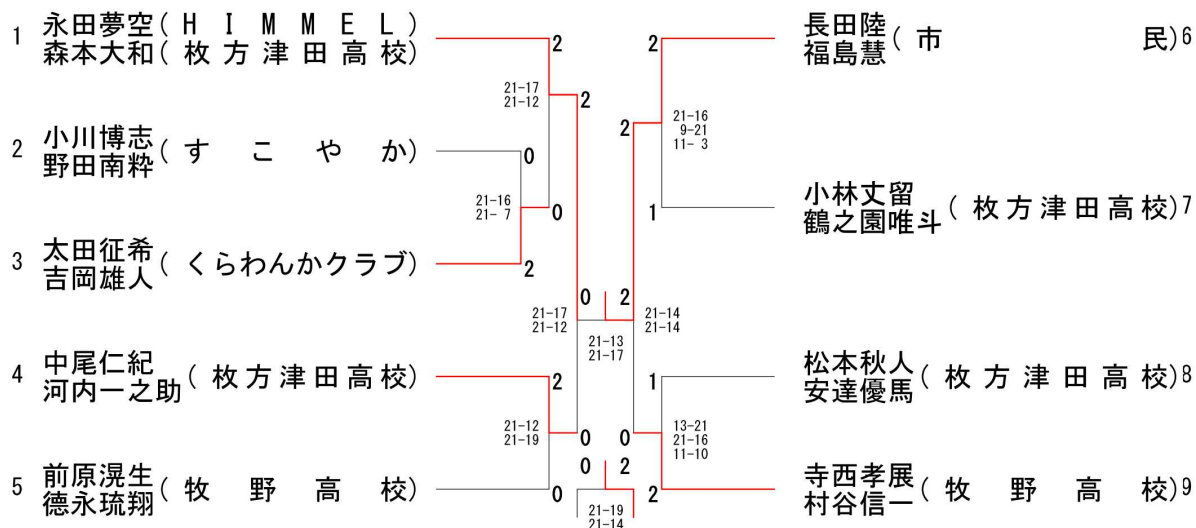 1 永田夢空 ( H I M M E L )
森本大和 ( 枚方津田高校 )
2 小川博志
野田南粋 ( すこやか )
3 太田征希
吉岡雄人 ( くらわんかクラブ )
4 中尾仁紀
河内一之助 ( 枚方津田高校 )
5 前原滉生
德永琉翔 ( 牧野高校 )
2
21-17
21-12
2
0
21-16
21- 7
0
2
21-17
21-12
2
21-12
21-19
0
0
0 2
21-13
21-17
0 2
21-19
21-14
2
21-16
9-21
11- 3
2
1
21-14
21-14
1
13-21
21-16
11-10
0
2
長田陸
福島慧 ( 市民 ) 6
小林丈留
鶴之園唯斗 ( 枚方津田高校 ) 7
松本秋人
安達優馬 ( 枚方津田高校 ) 8
寺西孝展
村谷信一 ( 牧野高校 ) 9